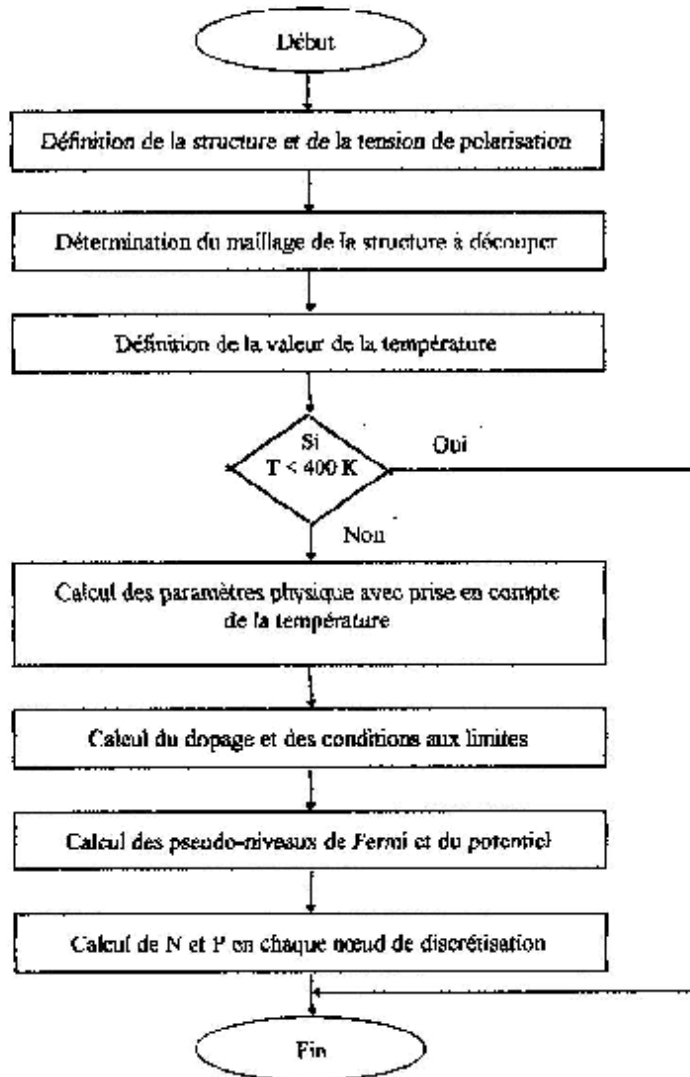 Début
Définition de la structure et de la tension de polarisation
Détermination du maillage de la structure à découper
Définition de la valeur de la température
Si
T < 400 K
Oui
Non
Calcul des paramètres physique avec prise en compte
de la température
Calcul du dopage et des conditions aux limites
Calcul des pseudo-niveaux de Fermi et du potentiel
Calcul de N et P en chaque nœud de discrétisation
Fin